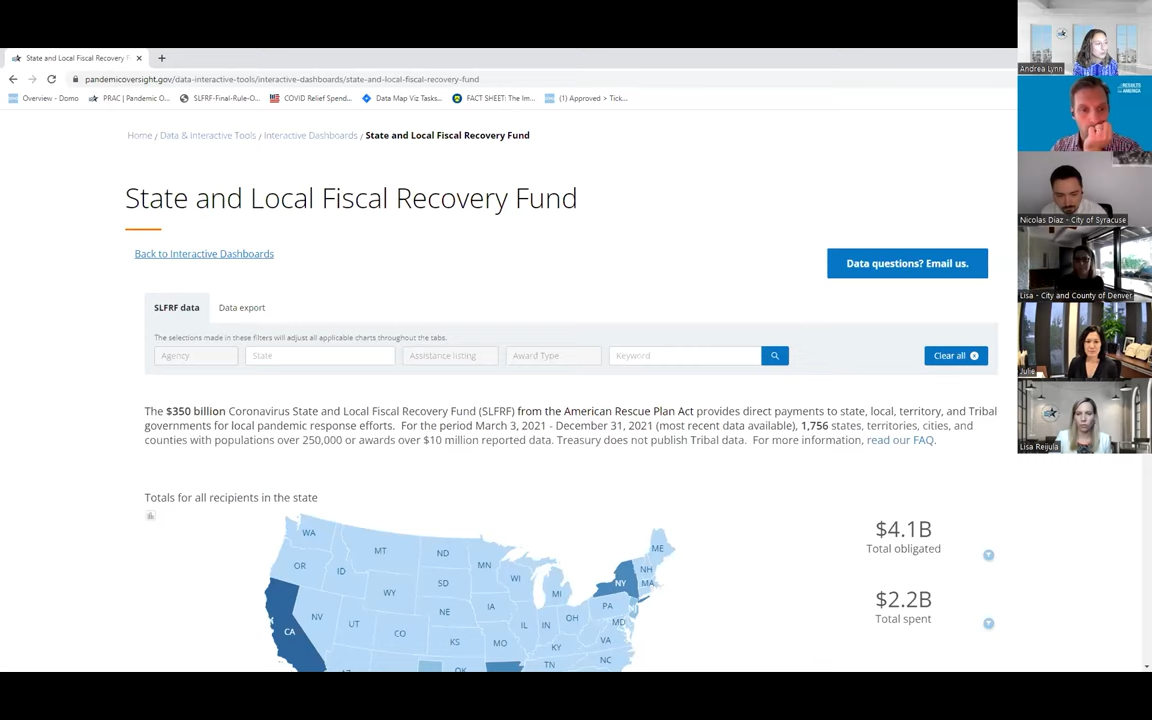 State and Local Fiscal Recovery F
pandemicoversight.gov/data-interactive-tools/interactive-dashboards/state-and-local-fiscal-recovery-fund
Overview - Domo
PRAC | Pandemic O...
SLFRF-Final-Rule-O...
COVID Relief Spend...
Data Map Viz Tasks...
FACT SHEET: The Im...
(1) Approved > Tick...
Home / Data & Interactive Tools / Interactive Dashboards / State and Local Fiscal Recovery Fund
State and Local Fiscal Recovery Fund
Back to Interactive Dashboards
Data questions? Email us.
SLFRF data
Data export
The selections made in these filters will adjust all applicable charts throughout the tabs.
Agency
State
Assistance listing
Award Type
Keyword
Clear all
The $350 billion Coronavirus State and Local Fiscal Recovery Fund (SLFRF) from the American Rescue Plan Act provides direct payments to state, local, territory, and Tribal
governments for local pandemic response efforts. For the period March 3, 2021 - December 31, 2021 (most recent data available), 1,756 states, territories, cities, and
counties with populations over 250,000 or awards over $10 million reported data. Treasury does not publish Tribal data. For more information, read our FAQ.
Totals for all recipients in the state
WA
MT
ND
MN
ME
OR
ID
SD
WI
NH
WY
MI
NY
MA
NV
NE
IA
PA
UT
CO
IL
IN
OH
MD
CA
KS
MO
KY
VA
TN
NC
OK
$4.1B
Total obligated
$2.2B
Total spent
Andrea Lynn
RESULTS
FOR AMERICA
Nicolas Diaz - City of Syracuse
Lisa - City and County of Denver
Julie
Lisa Reijula